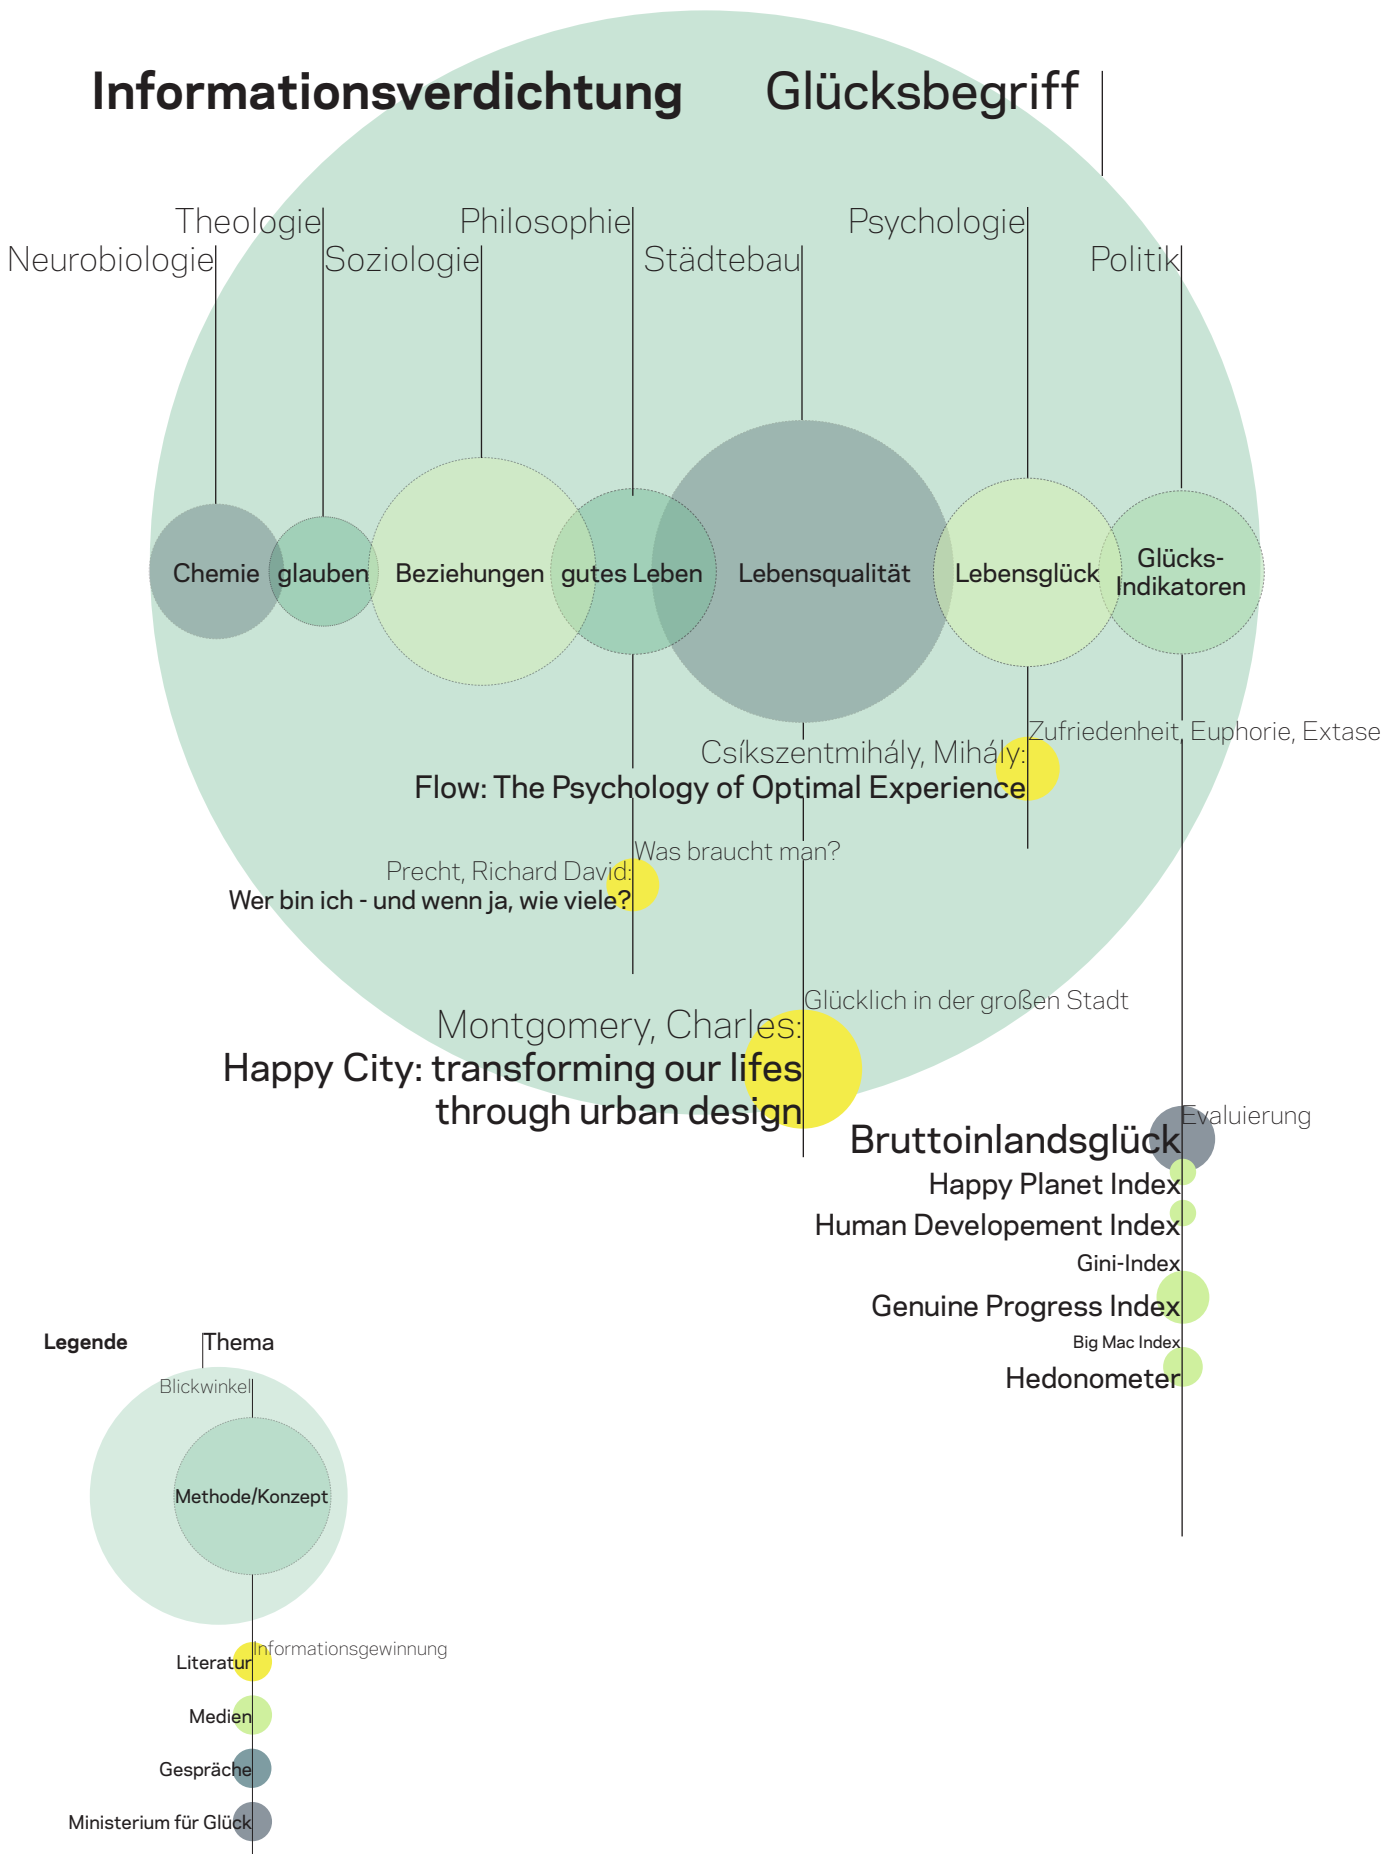 Informationsverdichtung
Glücksbegriff
Theologie
Philosophie
Psychologie
Neurobiologie
Soziologie
Städtebau
Politik
Chemie
glauben
Beziehungen
gutes Leben
Lebensqualität
Lebensglück
Glücks-
Indikatoren
Zufriedenheit, Euphorie, Extase
Csíkszentmihály, Mihály:
Flow: The Psychology of Optimal Experience
Was braucht man?
Precht, Richard David:
Wer bin ich - und wenn ja, wie viele?
Glücklich in der großen Stadt
Montgomery, Charles:
Happy City: transforming our lifes
through urban design
Evaluierung
Bruttoinlandsglück
Happy Planet Index
Human Developement Index
Gini-Index
Genuine Progress Index
Big Mac Index
Hedonometer
Legende
Thema
Blickwinkel
Methode/Konzept
Informationsgewinnung
Literatur
Medien
Gespräche
Ministerium für Glück